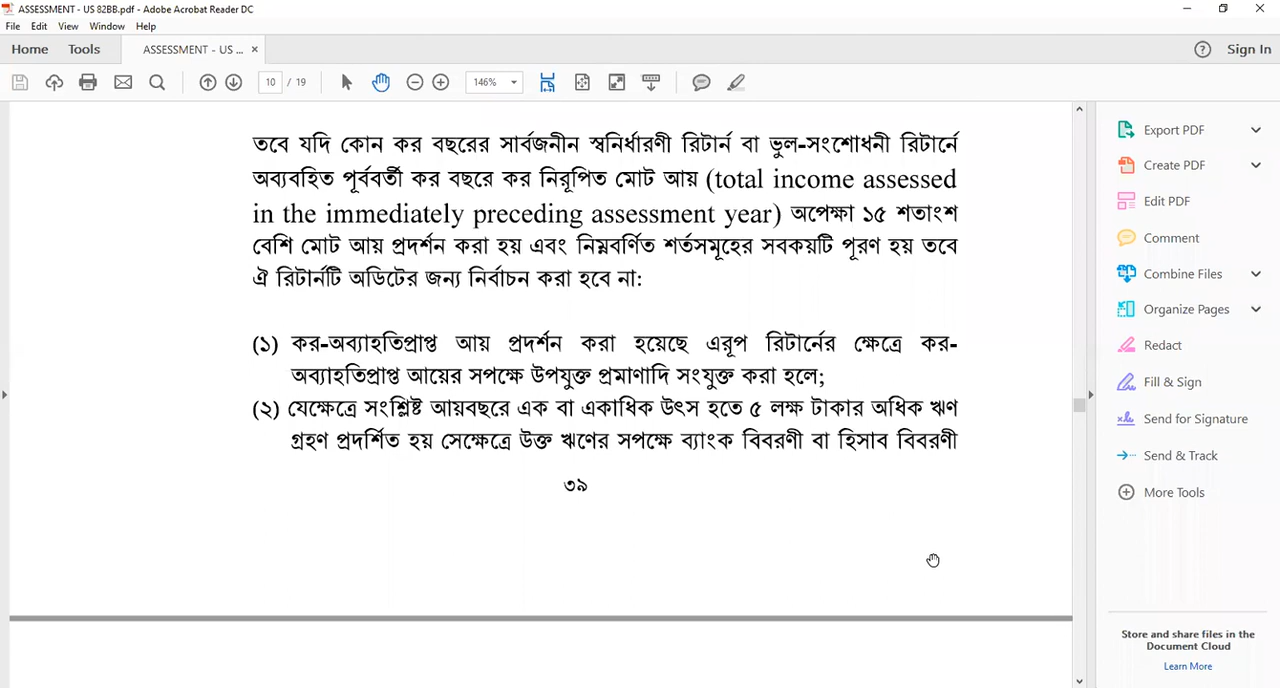 ASSESSMENT - US 82BB.pdf - Adobe Acrobat Reader DC
File Edit View Window Help
Home Tools ASSESSMENT - US ... × Sign In
10 / 19 146%
তবে যদি কোন কর বছরের সার্বজনীন স্বনির্ধারণী রিটার্ন বা ভুল-সংশোধনী রিটার্নে
অব্যবহিত পূর্ববর্তী কর বছরে কর নিরূপিত মোট আয় (total income assessed
in the immediately preceding assessment year) অপেক্ষা ১৫ শতাংশ
বেশি মোট আয় প্রদর্শন করা হয় এবং নিম্নবর্ণিত শর্তসমূহের সবকয়টি পূরণ হয় তবে
ঐ রিটার্নটি অডিটের জন্য নির্বাচন করা হবে না:
(১) কর-অব্যাহতিপ্রাপ্ত আয় প্রদর্শন করা হয়েছে এরূপ রিটার্নের ক্ষেত্রে কর-
অব্যাহতিপ্রাপ্ত আয়ের সপক্ষে উপযুক্ত প্রমাণাদি সংযুক্ত করা হলে;
(২) যেক্ষেত্রে সংশ্লিষ্ট আয়বছরে এক বা একাধিক উৎস হতে ৫ লক্ষ টাকার অধিক ঋণ
গ্রহণ প্রদর্শিত হয় সেক্ষেত্রে উক্ত ঋণের সপক্ষে ব্যাংক বিবরণী বা হিসাব বিবরণী
৩৯
Export PDF
Create PDF
Edit PDF
Comment
Combine Files
Organize Pages
Redact
Fill & Sign
Send for Signature
Send & Track
More Tools
Store and share files in the
Document Cloud
Learn More